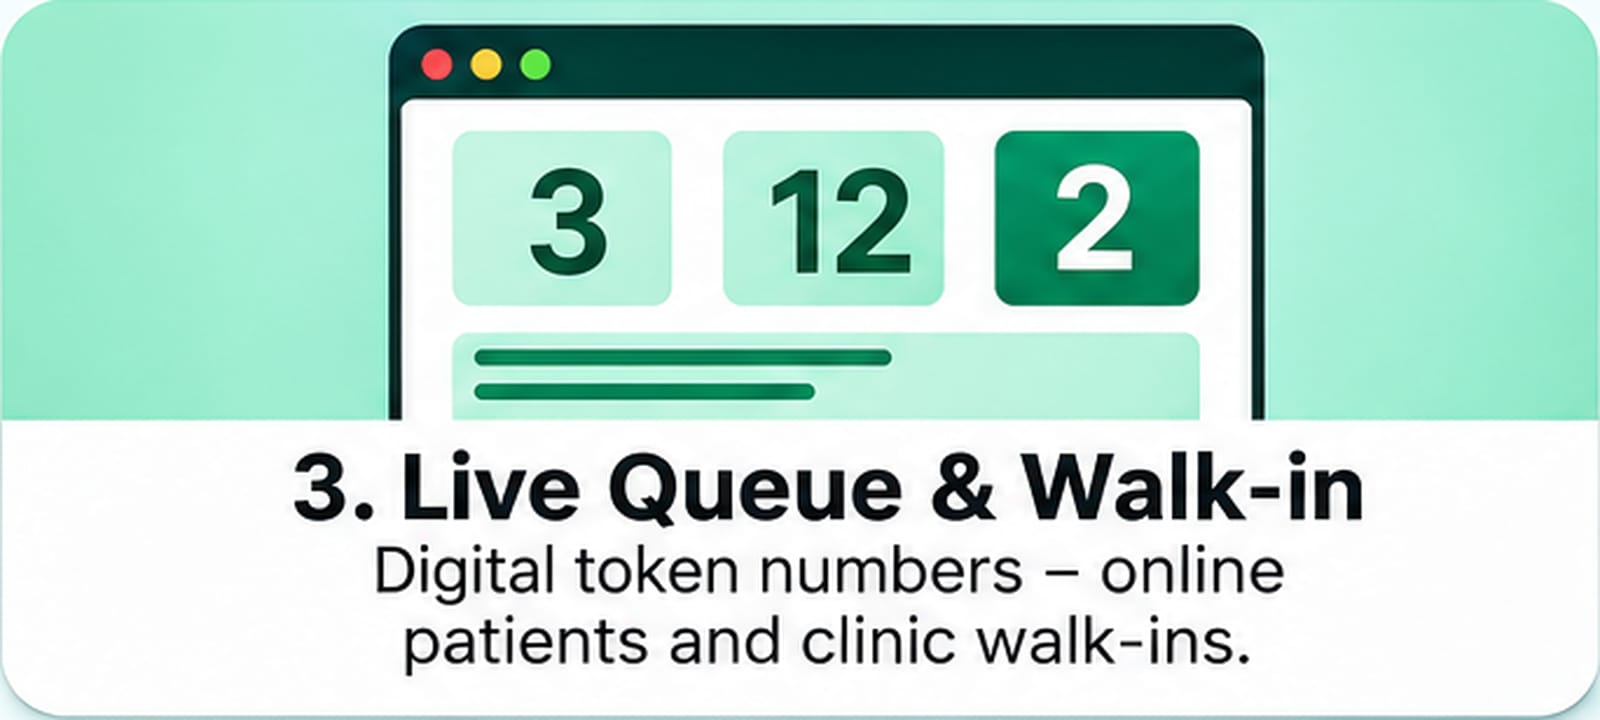 3 12 2
3. Live Queue & Walk-in
Digital token numbers – online
patients and clinic walk-ins.